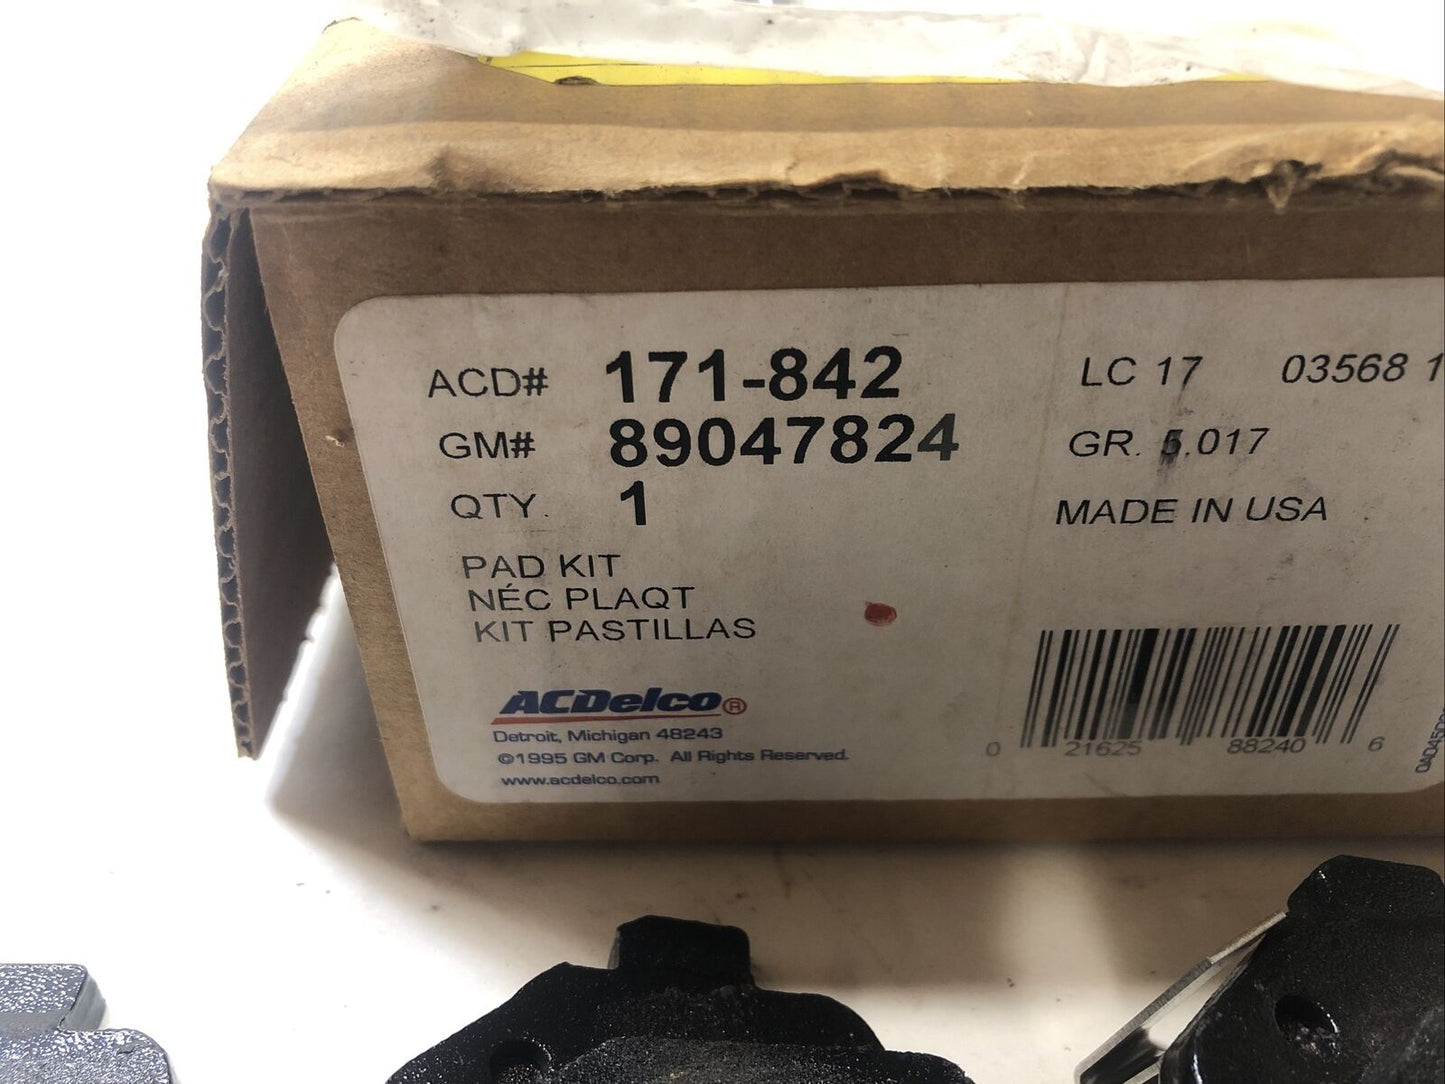 ACD# 171-842
GM# 89047824
QTY. 1
PAD KIT
NÉC PLAQT
KIT PASTILLAS
LC 17 03568 1
GR. 5.017
MADE IN USA
ACDelco®
Detroit, Michigan 48243
©1995 GM Corp. All Rights Reserved.
www.acdelco.com
0 21625 88240 6